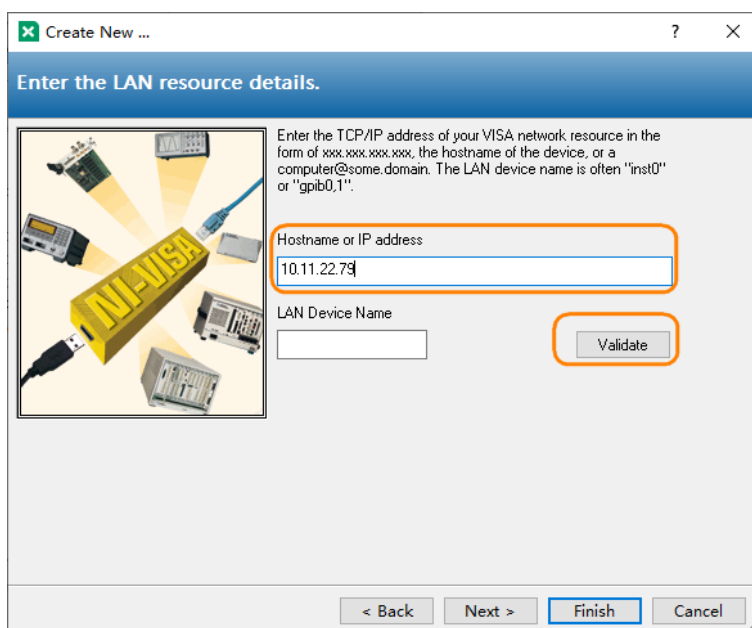 Create New ...
?
Enter the LAN resource details.
Enter the TCP/IP address of your VISA network resource in the
form of xxx.xxx.xxx.xxx, the hostname of the device, or a
computer@some.domain. The LAN device name is often "inst0"
or "gpib0,1".
NI-VISA
Hostname or IP address
10.11.22.79
LAN Device Name
Validate
< Back
Next >
Finish
Cancel